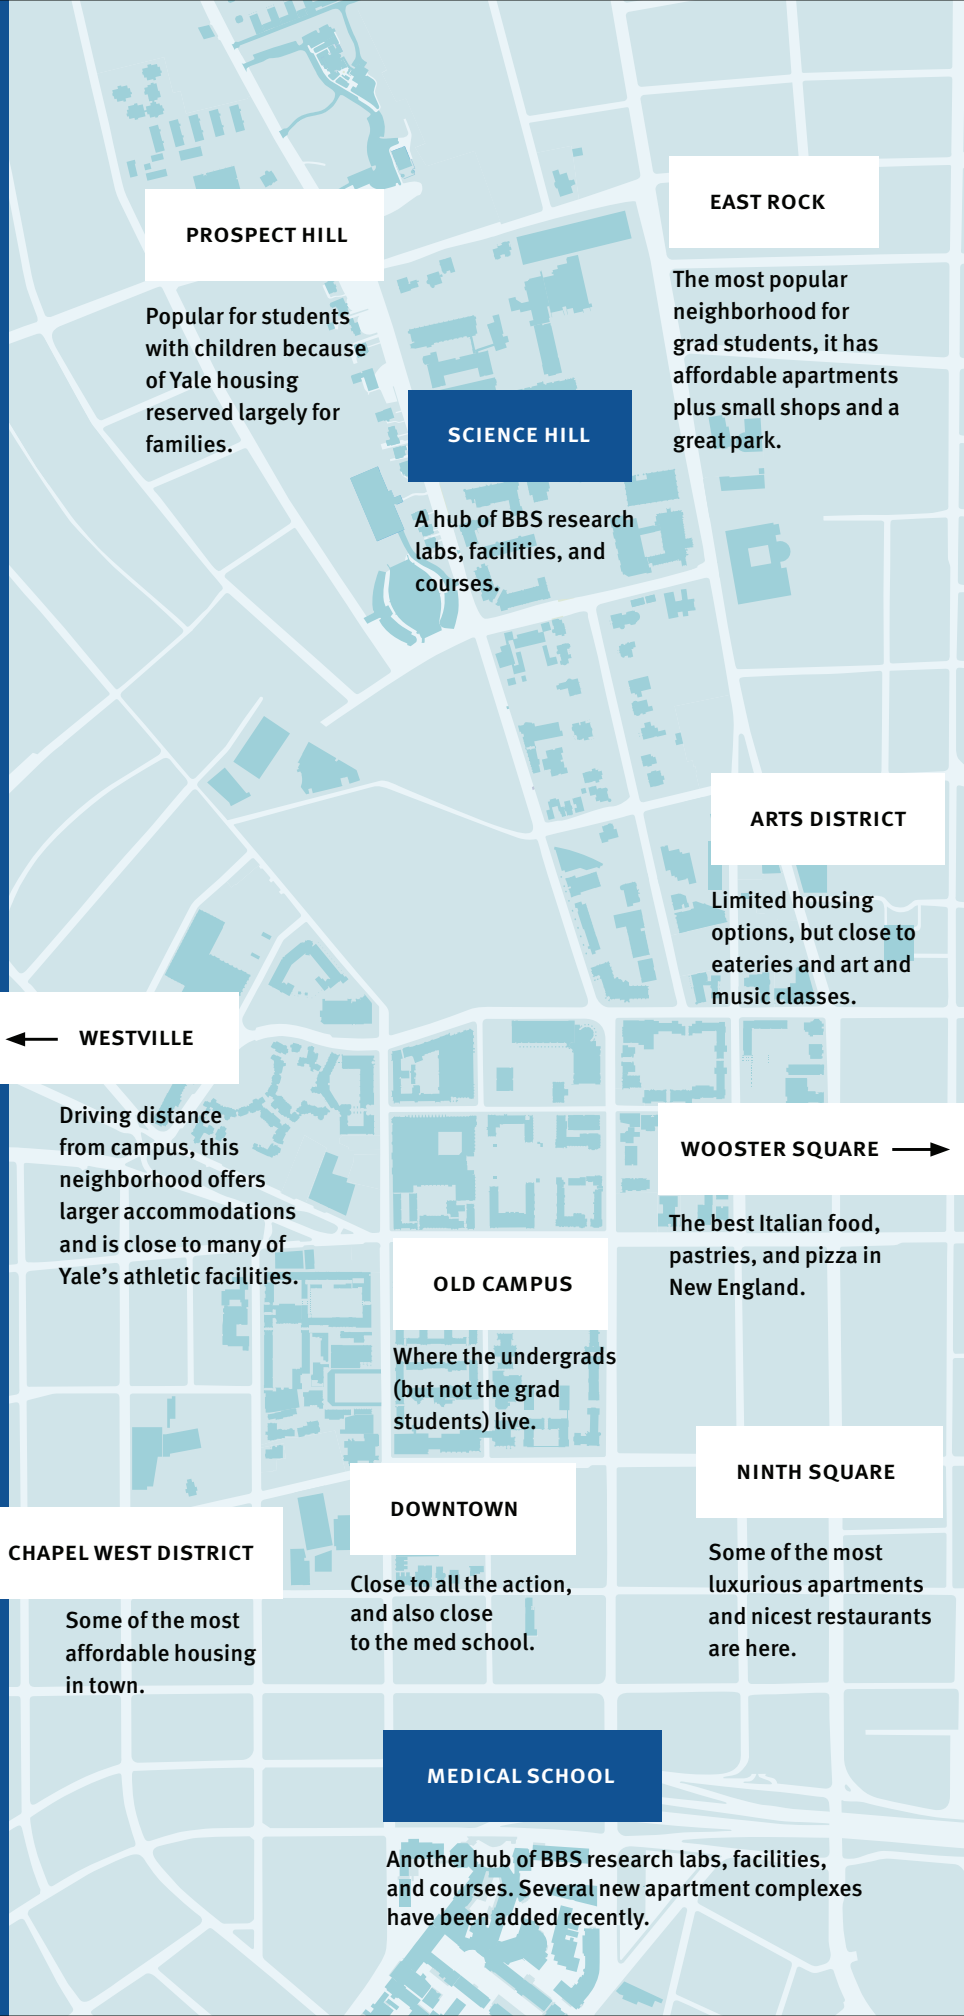 PROSPECT HILL
Popular for students
with children because
of Yale housing
reserved largely for
families.
EAST ROCK
The most popular
neighborhood for
grad students, it has
affordable apartments
plus small shops and a
great park.
SCIENCE HILL
A hub of BBS research
labs, facilities, and
courses.
ARTS DISTRICT
Limited housing
options, but close to
eateries and art and
music classes.
WESTVILLE
Driving distance
from campus, this
neighborhood offers
larger accommodations
and is close to many of
Yale's athletic facilities.
WOOSTER SQUARE
The best Italian food,
pastries, and pizza in
New England.
OLD CAMPUS
Where the undergrads
(but not the grad
students) live.
NINTH SQUARE
Some of the most
luxurious apartments
and nicest restaurants
are here.
DOWNTOWN
Close to all the action,
and also close
to the med school.
CHAPEL WEST DISTRICT
Some of the most
affordable housing
in town.
MEDICAL SCHOOL
Another hub of BBS research labs, facilities,
and courses. Several new apartment complexes
have been added recently.